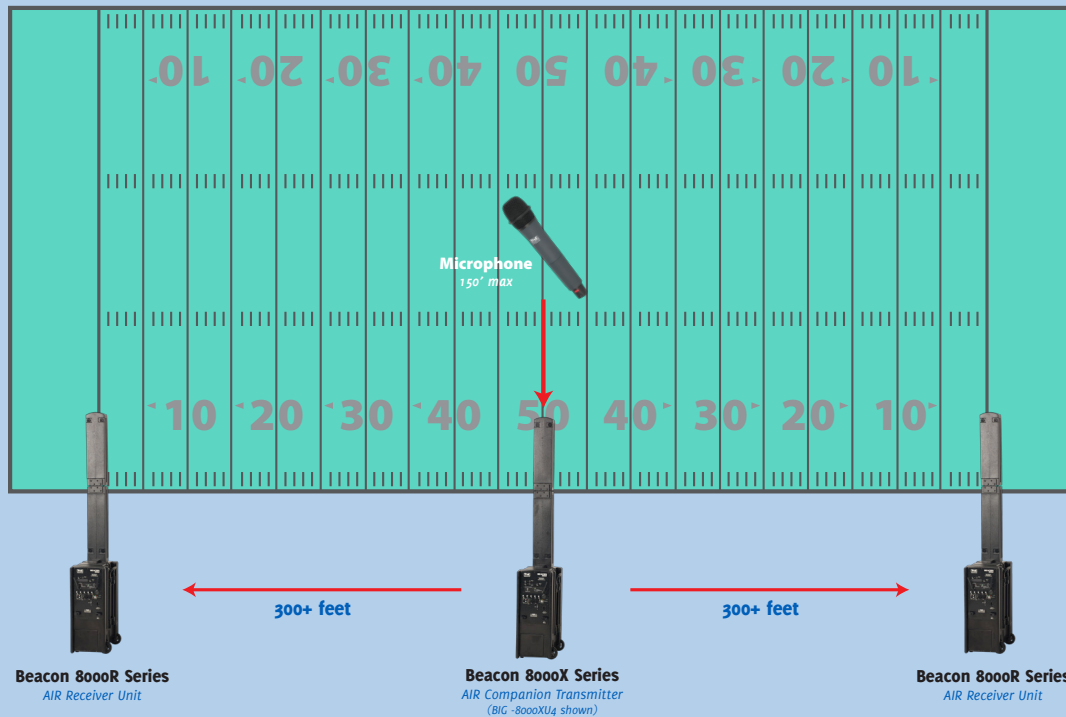 10 20 30 40 50 40 30 20 10
Microphone
150' max
10 20 30 40 50 40 30 20 10
300+ feet 300+ feet
Beacon 8000R Series
AIR Receiver Unit
Beacon 8000X Series
AIR Companion Transmitter
(BIG -8000XU4 shown)
Beacon 8000R Series
AIR Receiver Unit